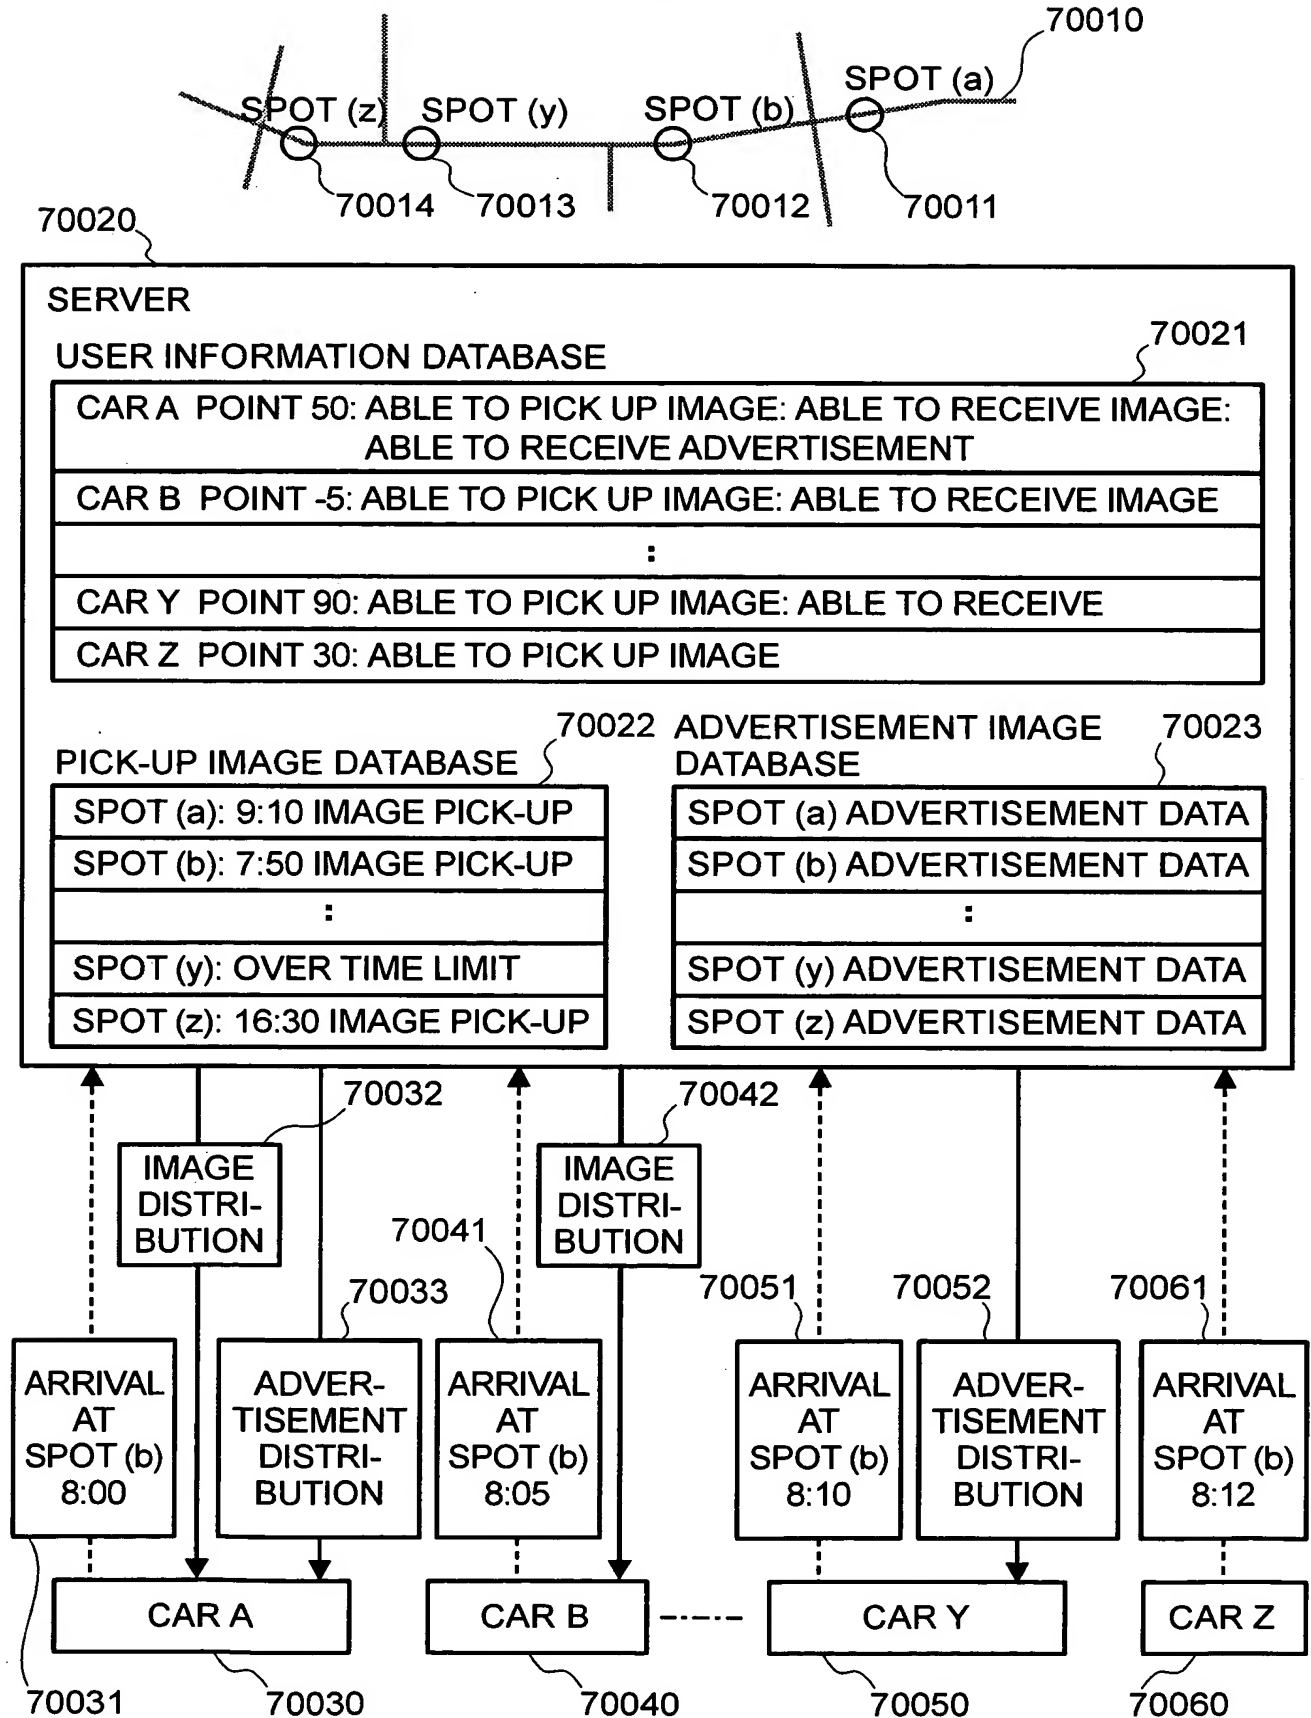 70010
SPOT (a)
SPOT (z)
SPOT (y)
SPOT (b)
70014
70013
70012
70011
70020
SERVER
70021
USER INFORMATION DATABASE
CAR A POINT 50: ABLE TO PICK UP IMAGE: ABLE TO RECEIVE IMAGE:
ABLE TO RECEIVE ADVERTISEMENT
CAR B POINT -5: ABLE TO PICK UP IMAGE: ABLE TO RECEIVE IMAGE
:
CAR Y POINT 90: ABLE TO PICK UP IMAGE: ABLE TO RECEIVE
CAR Z POINT 30: ABLE TO PICK UP IMAGE
70022
PICK-UP IMAGE DATABASE
SPOT (a): 9:10 IMAGE PICK-UP
SPOT (b): 7:50 IMAGE PICK-UP
:
SPOT (y): OVER TIME LIMIT
SPOT (z): 16:30 IMAGE PICK-UP
ADVERTISEMENT IMAGE
DATABASE
70023
SPOT (a) ADVERTISEMENT DATA
SPOT (b) ADVERTISEMENT DATA
:
SPOT (y) ADVERTISEMENT DATA
SPOT (z) ADVERTISEMENT DATA
70032
70042
IMAGE
DISTRI-
BUTION
IMAGE
DISTRI-
BUTION
70041
70033
70051
70052
70061
ARRIVAL
AT
SPOT (b)
8:00
ADVER-
TISEMENT
DISTRI-
BUTION
ARRIVAL
AT
SPOT (b)
8:05
ARRIVAL
AT
SPOT (b)
8:10
ADVER-
TISEMENT
DISTRI-
BUTION
ARRIVAL
AT
SPOT (b)
8:12
CAR A
CAR B
CAR Y
CAR Z
70031
70030
70040
70050
70060